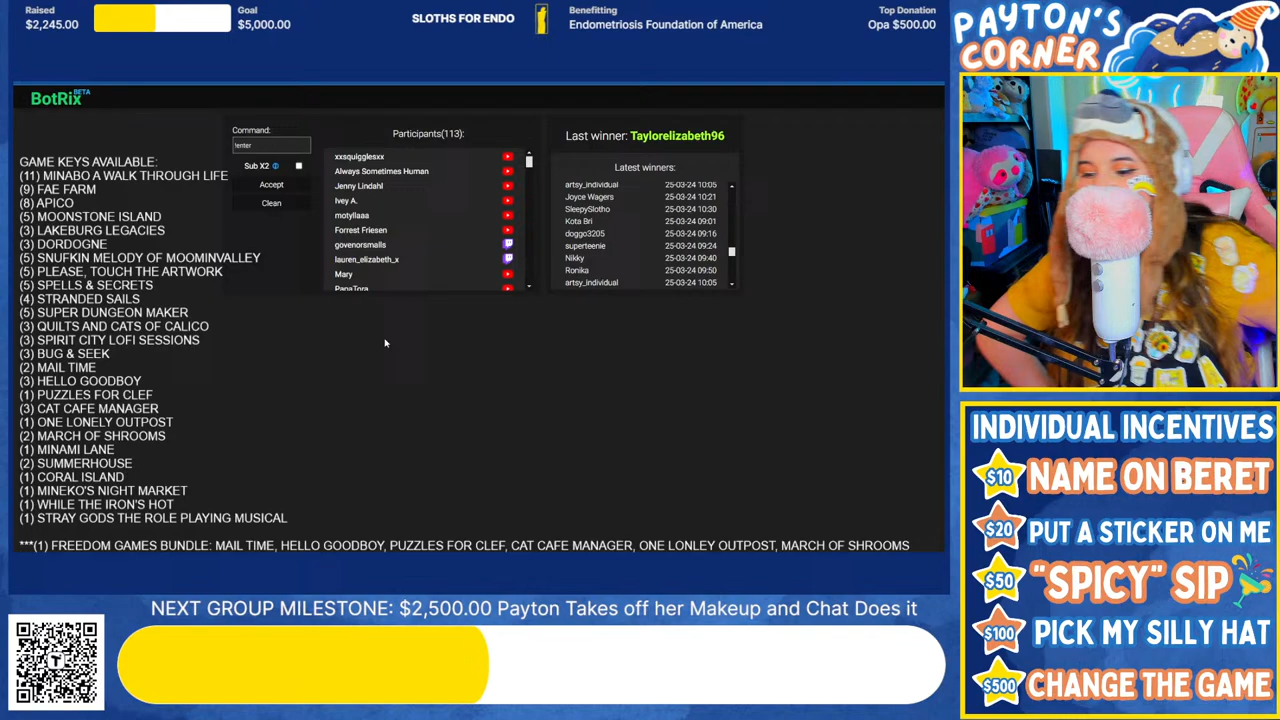 Raised
$2,245.00
Goal
$5,000.00
SLOTHS FOR ENDO
Benefitting
Endometriosis Foundation of America
Top Donation
Opa $500.00
PAYTON'S
CORNER
BotRix BETA
Command:
!enter
Sub X2
Accept
Clean
Participants(113):
xxsquigglesxx
Always Sometimes Human
Jenny Lindahl
Ivey A.
motyllaaa
Forrest Friesen
govenorsmalls
lauren_elizabeth_x
Mary
PapaTora
Last winner: Taylorelizabeth96
Latest winners:
artsy_individual 25-03-24 10:05
Joyce Wagers 25-03-24 10:21
SleepySlotho 25-03-24 10:30
Kota Bri 25-03-24 09:01
doggo3205 25-03-24 09:16
superteenie 25-03-24 09:24
Nikky 25-03-24 09:40
Ronika 25-03-24 09:50
artsy_individual 25-03-24 10:05
GAME KEYS AVAILABLE:
(11) MINABO A WALK THROUGH LIFE
(9) FAE FARM
(8) APICO
(5) MOONSTONE ISLAND
(3) LAKEBURG LEGACIES
(3) DORDOGNE
(5) SNUFKIN MELODY OF MOOMINVALLEY
(5) PLEASE, TOUCH THE ARTWORK
(5) SPELLS & SECRETS
(4) STRANDED SAILS
(5) SUPER DUNGEON MAKER
(3) QUILTS AND CATS OF CALICO
(3) SPIRIT CITY LOFI SESSIONS
(3) BUG & SEEK
(2) MAIL TIME
(3) HELLO GOODBOY
(1) PUZZLES FOR CLEF
(3) CAT CAFE MANAGER
(1) ONE LONELY OUTPOST
(2) MARCH OF SHROOMS
(1) MINAMI LANE
(2) SUMMERHOUSE
(1) CORAL ISLAND
(1) MINEKO'S NIGHT MARKET
(1) WHILE THE IRON'S HOT
(1) STRAY GODS THE ROLE PLAYING MUSICAL
***(1) FREEDOM GAMES BUNDLE: MAIL TIME, HELLO GOODBOY, PUZZLES FOR CLEF, CAT CAFE MANAGER, ONE LONLEY OUTPOST, MARCH OF SHROOMS
NEXT GROUP MILESTONE: $2,500.00 Payton Takes off her Makeup and Chat Does it
INDIVIDUAL INCENTIVES
$10 NAME ON BERET
$20 PUT A STICKER ON ME
$50 "SPICY" SIP
$100 PICK MY SILLY HAT
$500 CHANGE THE GAME